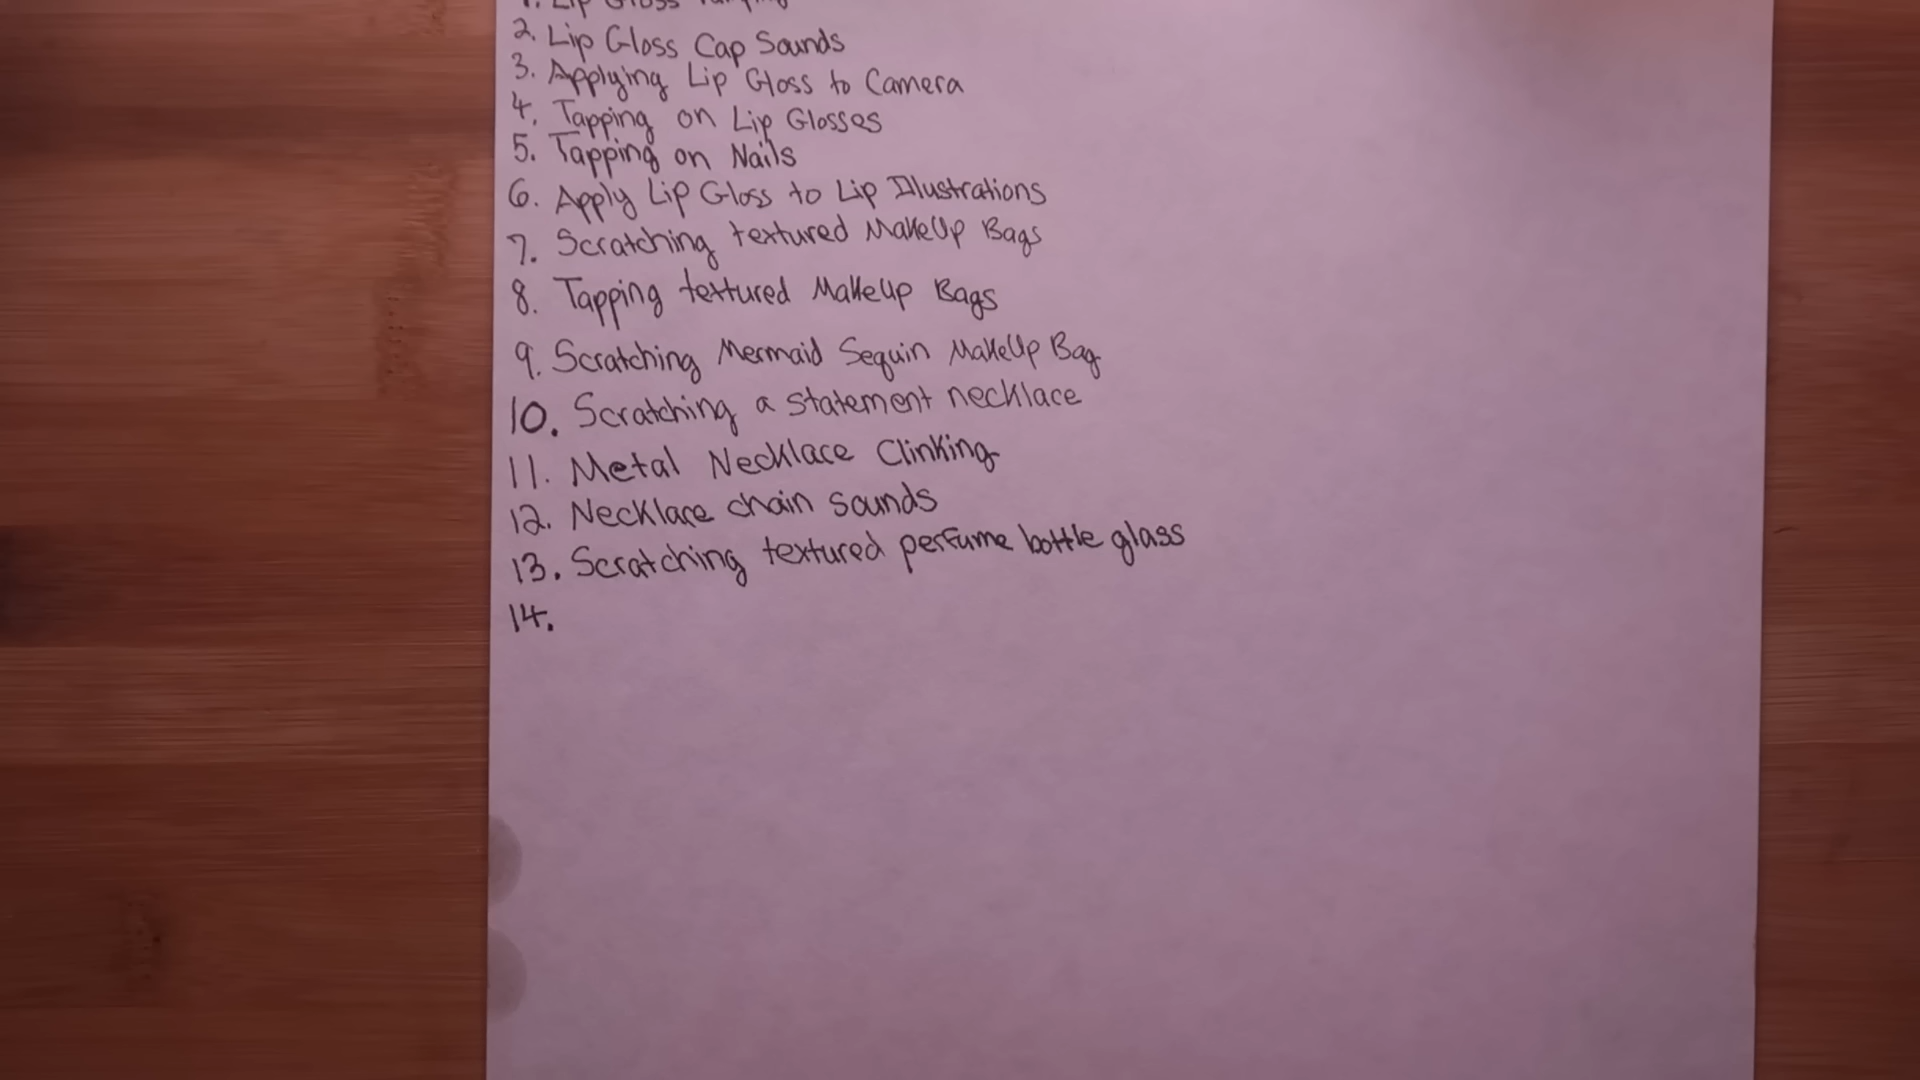 1. Lip Gloss
2. Lip Gloss Cap Sounds
3. Applying Lip Gloss to Camera
4. Tapping on Lip Glosses
5. Tapping on Nails
6. Apply Lip Gloss to Lip Illustrations
7. Scratching textured MakeUp Bags
8. Tapping textured MakeUp Bags
9. Scratching Mermaid Sequin MakeUp Bag
10. Scratching a statement necklace
11. Metal Necklace Clinking
12. Necklace chain sounds
13. Scratching textured perfume bottle glass
14.